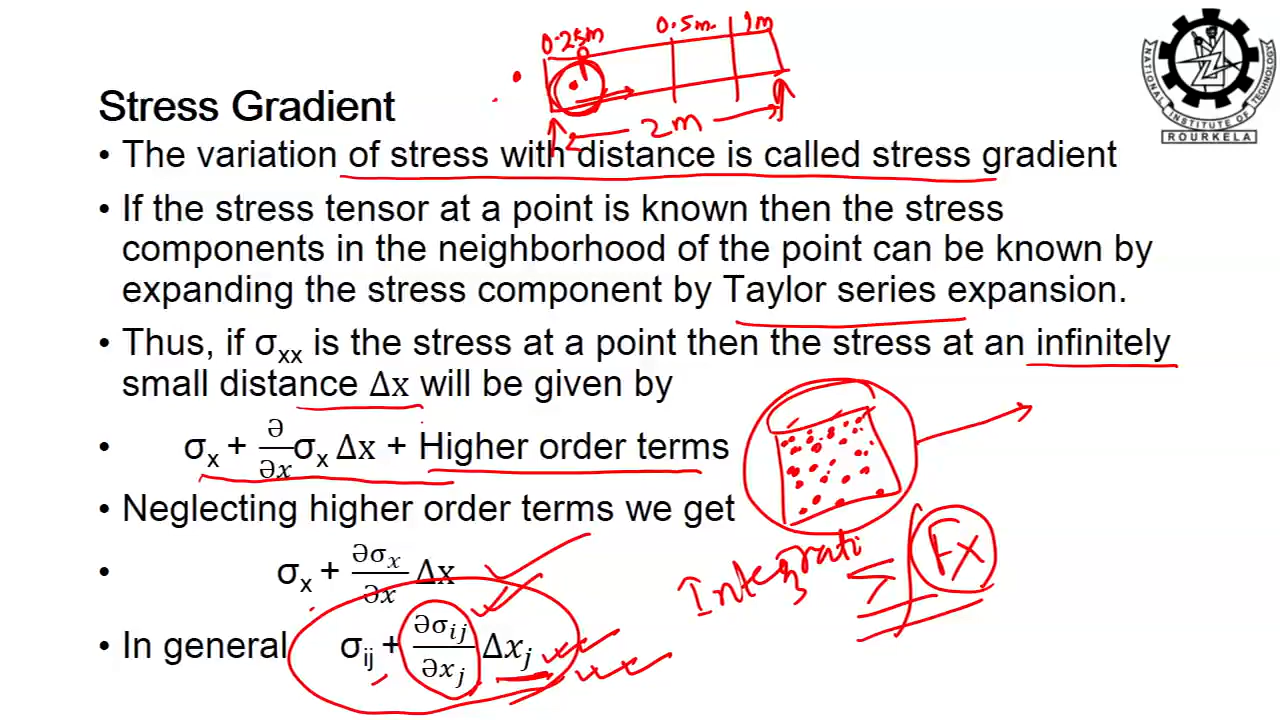 0.25m 0.5m 1m
2m
Stress Gradient
• The variation of stress with distance is called stress gradient
• If the stress tensor at a point is known then the stress
components in the neighborhood of the point can be known by
expanding the stress component by Taylor series expansion.
• Thus, if σxx is the stress at a point then the stress at an infinitely
small distance Δx will be given by
• σx + ∂/∂x σx Δx + Higher order terms
• Neglecting higher order terms we get
• σx + ∂σx/∂x Δx
• In general σij + ∂σij/∂xj Δxj
Integrati
Fx
NATIONAL INSTITUTE OF TECHNOLOGY
ROURKELA